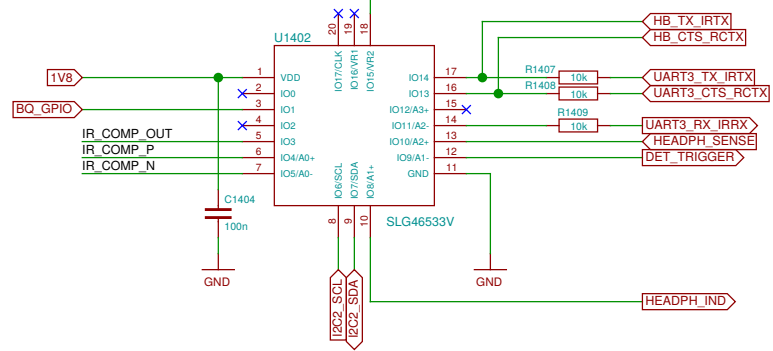 HB_TX_IRTX
HB_CTS_RCTX
U1402
20
19
18
IO17/CLK
IO16/VR1
IO15/VR2
1V8
1
VDD
IO14
17
R1407
10k
UART3_TX_IRTX
2
IO0
IO13
16
R1408
10k
UART3_CTS_RCTX
BQ_GPIO
3
IO1
IO12/A3+
15
R1409
4
IO2
IO11/A2-
14
10k
UART3_RX_IRRX
IR_COMP_OUT
5
IO3
IO10/A2+
13
HEADPH_SENSE
IR_COMP_P
6
IO4/A0+
IO9/A1-
12
DET_TRIGGER
IR_COMP_N
7
IO5/A0-
GND
11
IO6/SCL
IO7/SDA
IO8/A1+
C1404
100n
8
9
10
SLG46533V
GND
GND
I2C2_SCL
I2C2_SDA
HEADPH_IND